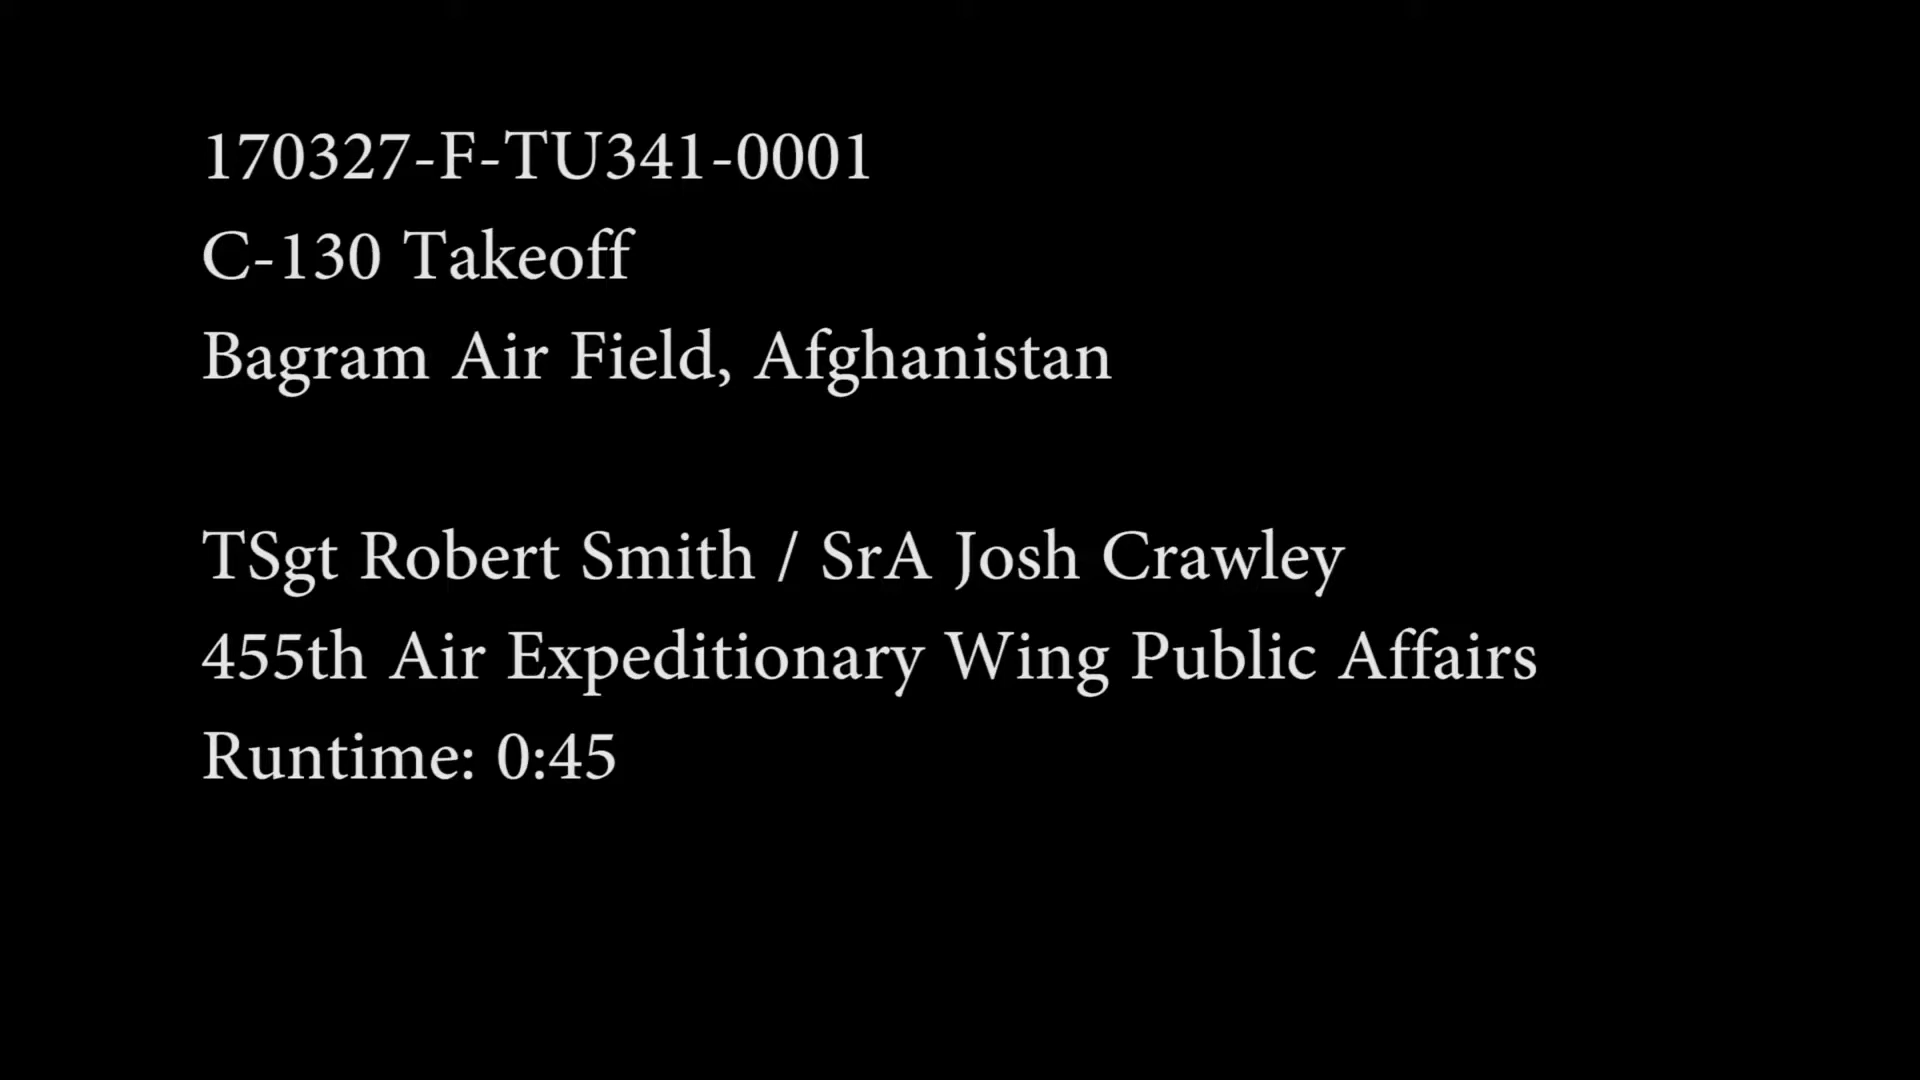 170327-F-TU341-0001
C-130 Takeoff
Bagram Air Field, Afghanistan
TSgt Robert Smith / SrA Josh Crawley
455th Air Expeditionary Wing Public Affairs
Runtime: 0:45